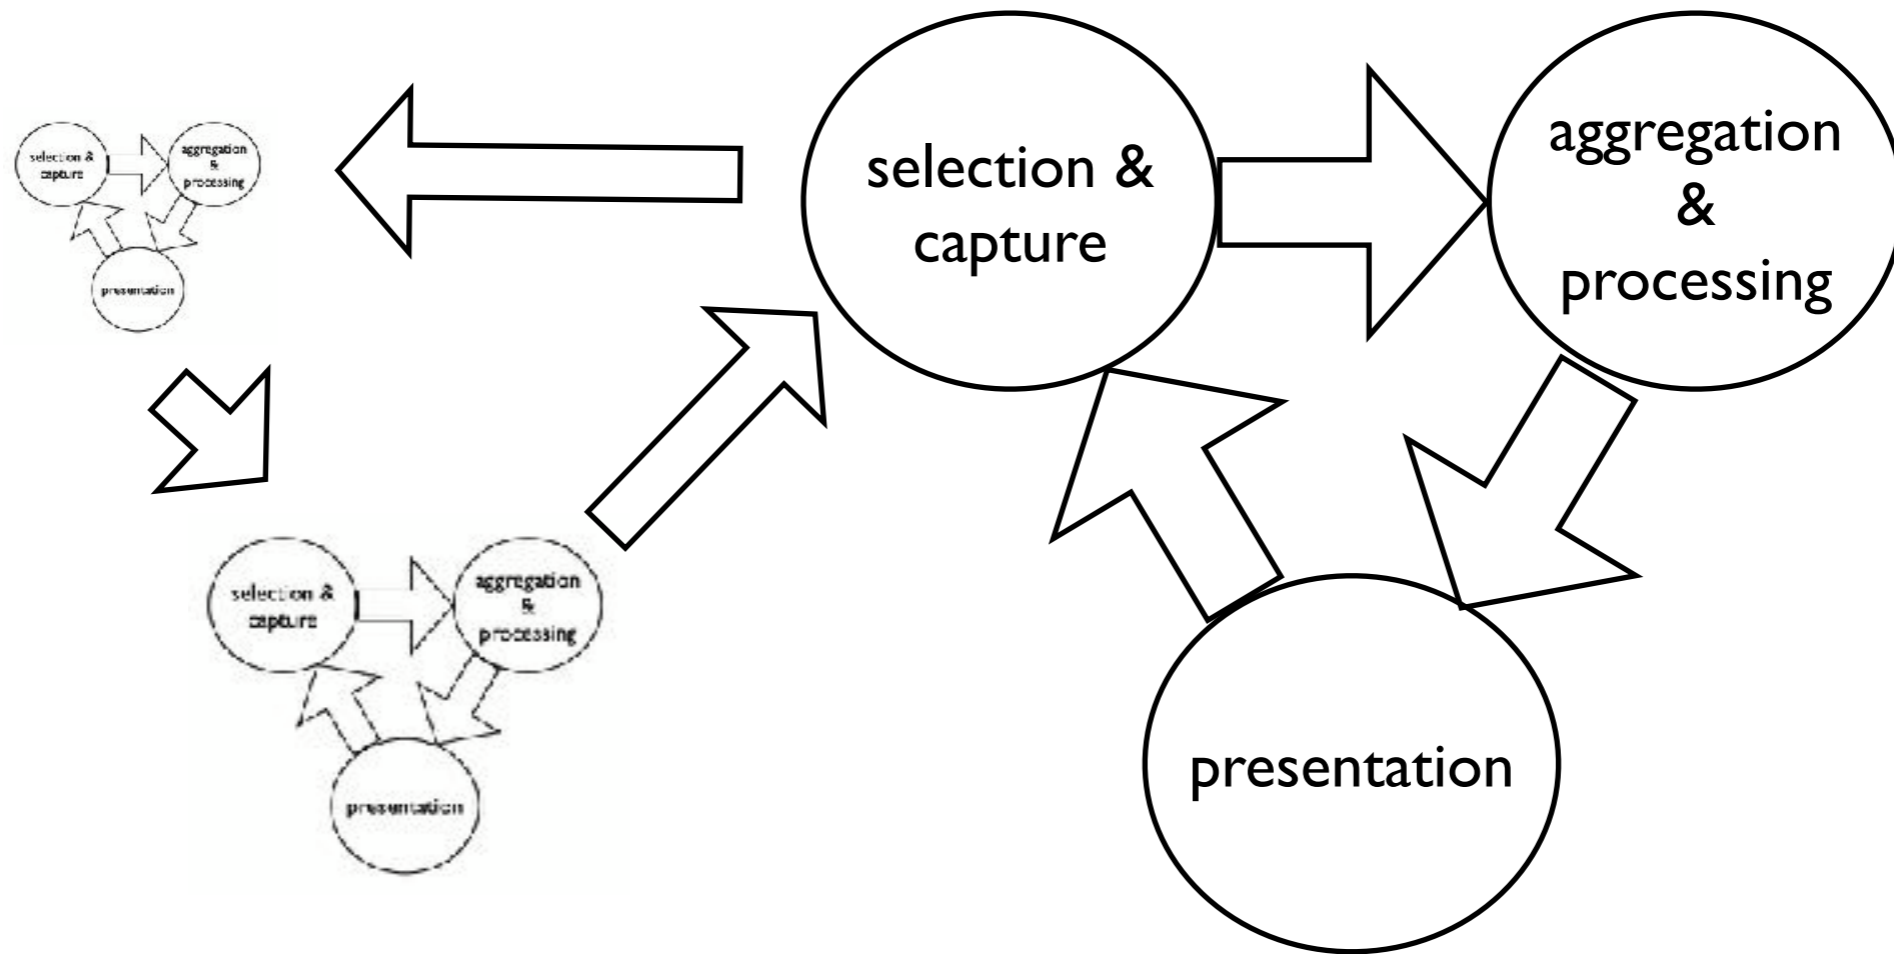 selection &
capture
aggregation
&
processing
presentation
selection &
capture
aggregation
&
processing
presentation
selection &
capture
aggregation
&
processing
presentation